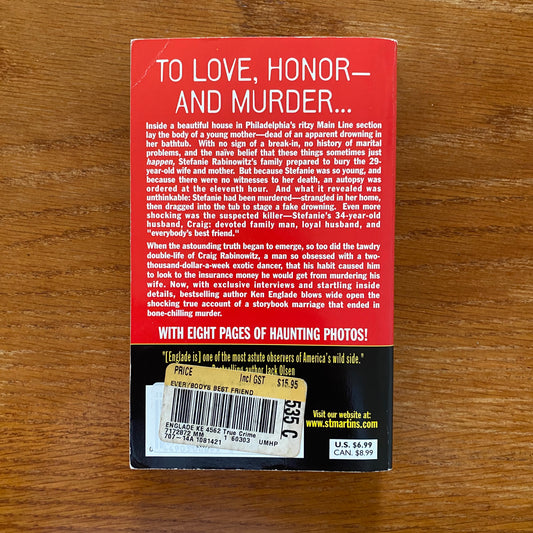 TO LOVE, HONOR—
AND MURDER...
Inside a beautiful house in Philadelphia's ritzy Main Line section
lay the body of a young mother—dead of an apparent drowning in
her bathtub. With no sign of a break-in, no history of marital
problems, and the naïve belief that these things sometimes just
happen, Stefanie Rabinowitz's family prepared to bury the 29-
year-old wife and mother. But because Stefanie was so young, and
because there were no witnesses to her death, an autopsy was
ordered at the eleventh hour. And what it revealed was
unthinkable: Stefanie had been murdered—strangled in her home,
then dragged into the tub to stage a fake drowning. Even more
shocking was the suspected killer—Stefanie's 34-year-old
husband, Craig: devoted family man, loyal husband, and
"everybody's best friend."
When the astounding truth began to emerge, so too did the tawdry
double-life of Craig Rabinowitz, a man so obsessed with a two-
thousand-dollar-a-week exotic dancer, that his habit caused him
to look to the insurance money he would get from murdering his
wife. Now, with exclusive interviews and startling inside
details, bestselling author Ken Englade blows wide open the
shocking true account of a storybook marriage that ended in
bone-chilling murder.
WITH EIGHT PAGES OF HAUNTING PHOTOS!
"[Englade is] one of the most astute observers of America's wild side."
Bestselling author Jack Olsen
PRICE
Incl GST $15.95
EVERYBODYS BEST FRIEND
535 C
ENGLADE KE 4562 True Crime
7172072 MM
707-14A 1081421 1 60303 UMHP
Visit our website at:
www.stmartins.com
U.S. $6.99
CAN. $8.99